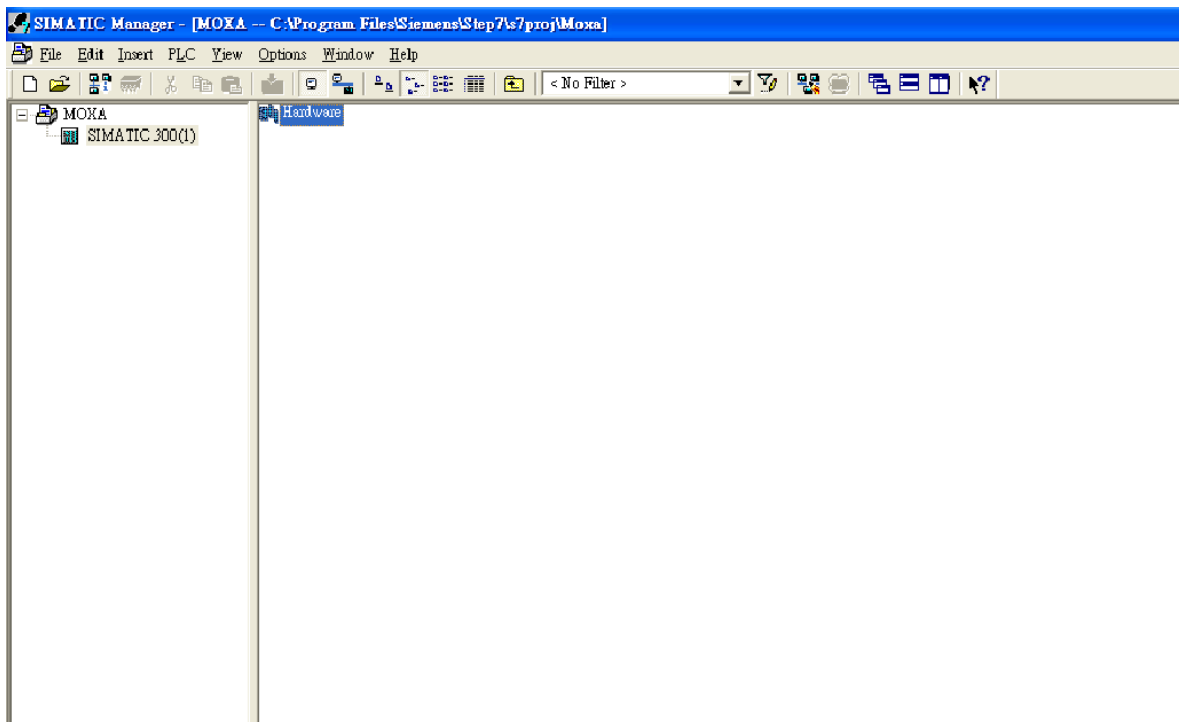 SIMATIC Manager - [MOXA -- C:\Program Files\Siemens\Step7\s7proj\Moxa]
File Edit Insert PLC View Options Window Help
< No Filter >
MOXA
SIMATIC 300(1)
Hardware